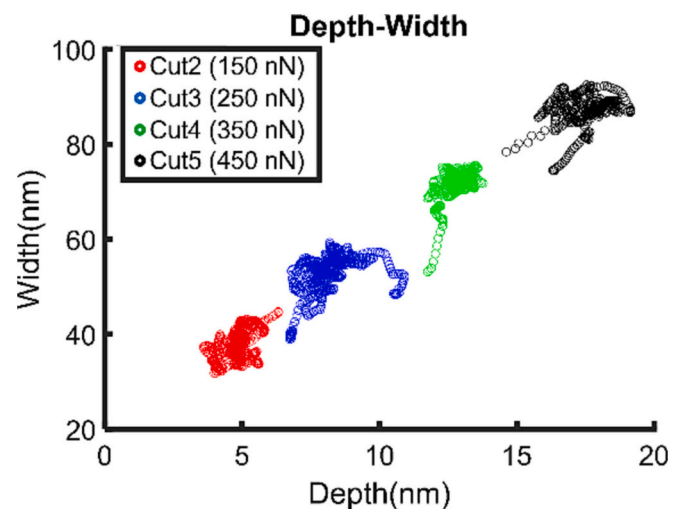 Depth-Width
100
80
60
40
20
Width(nm)
Cut2 (150 nN)
Cut3 (250 nN)
Cut4 (350 nN)
Cut5 (450 nN)
0
5
10
15
20
Depth(nm)